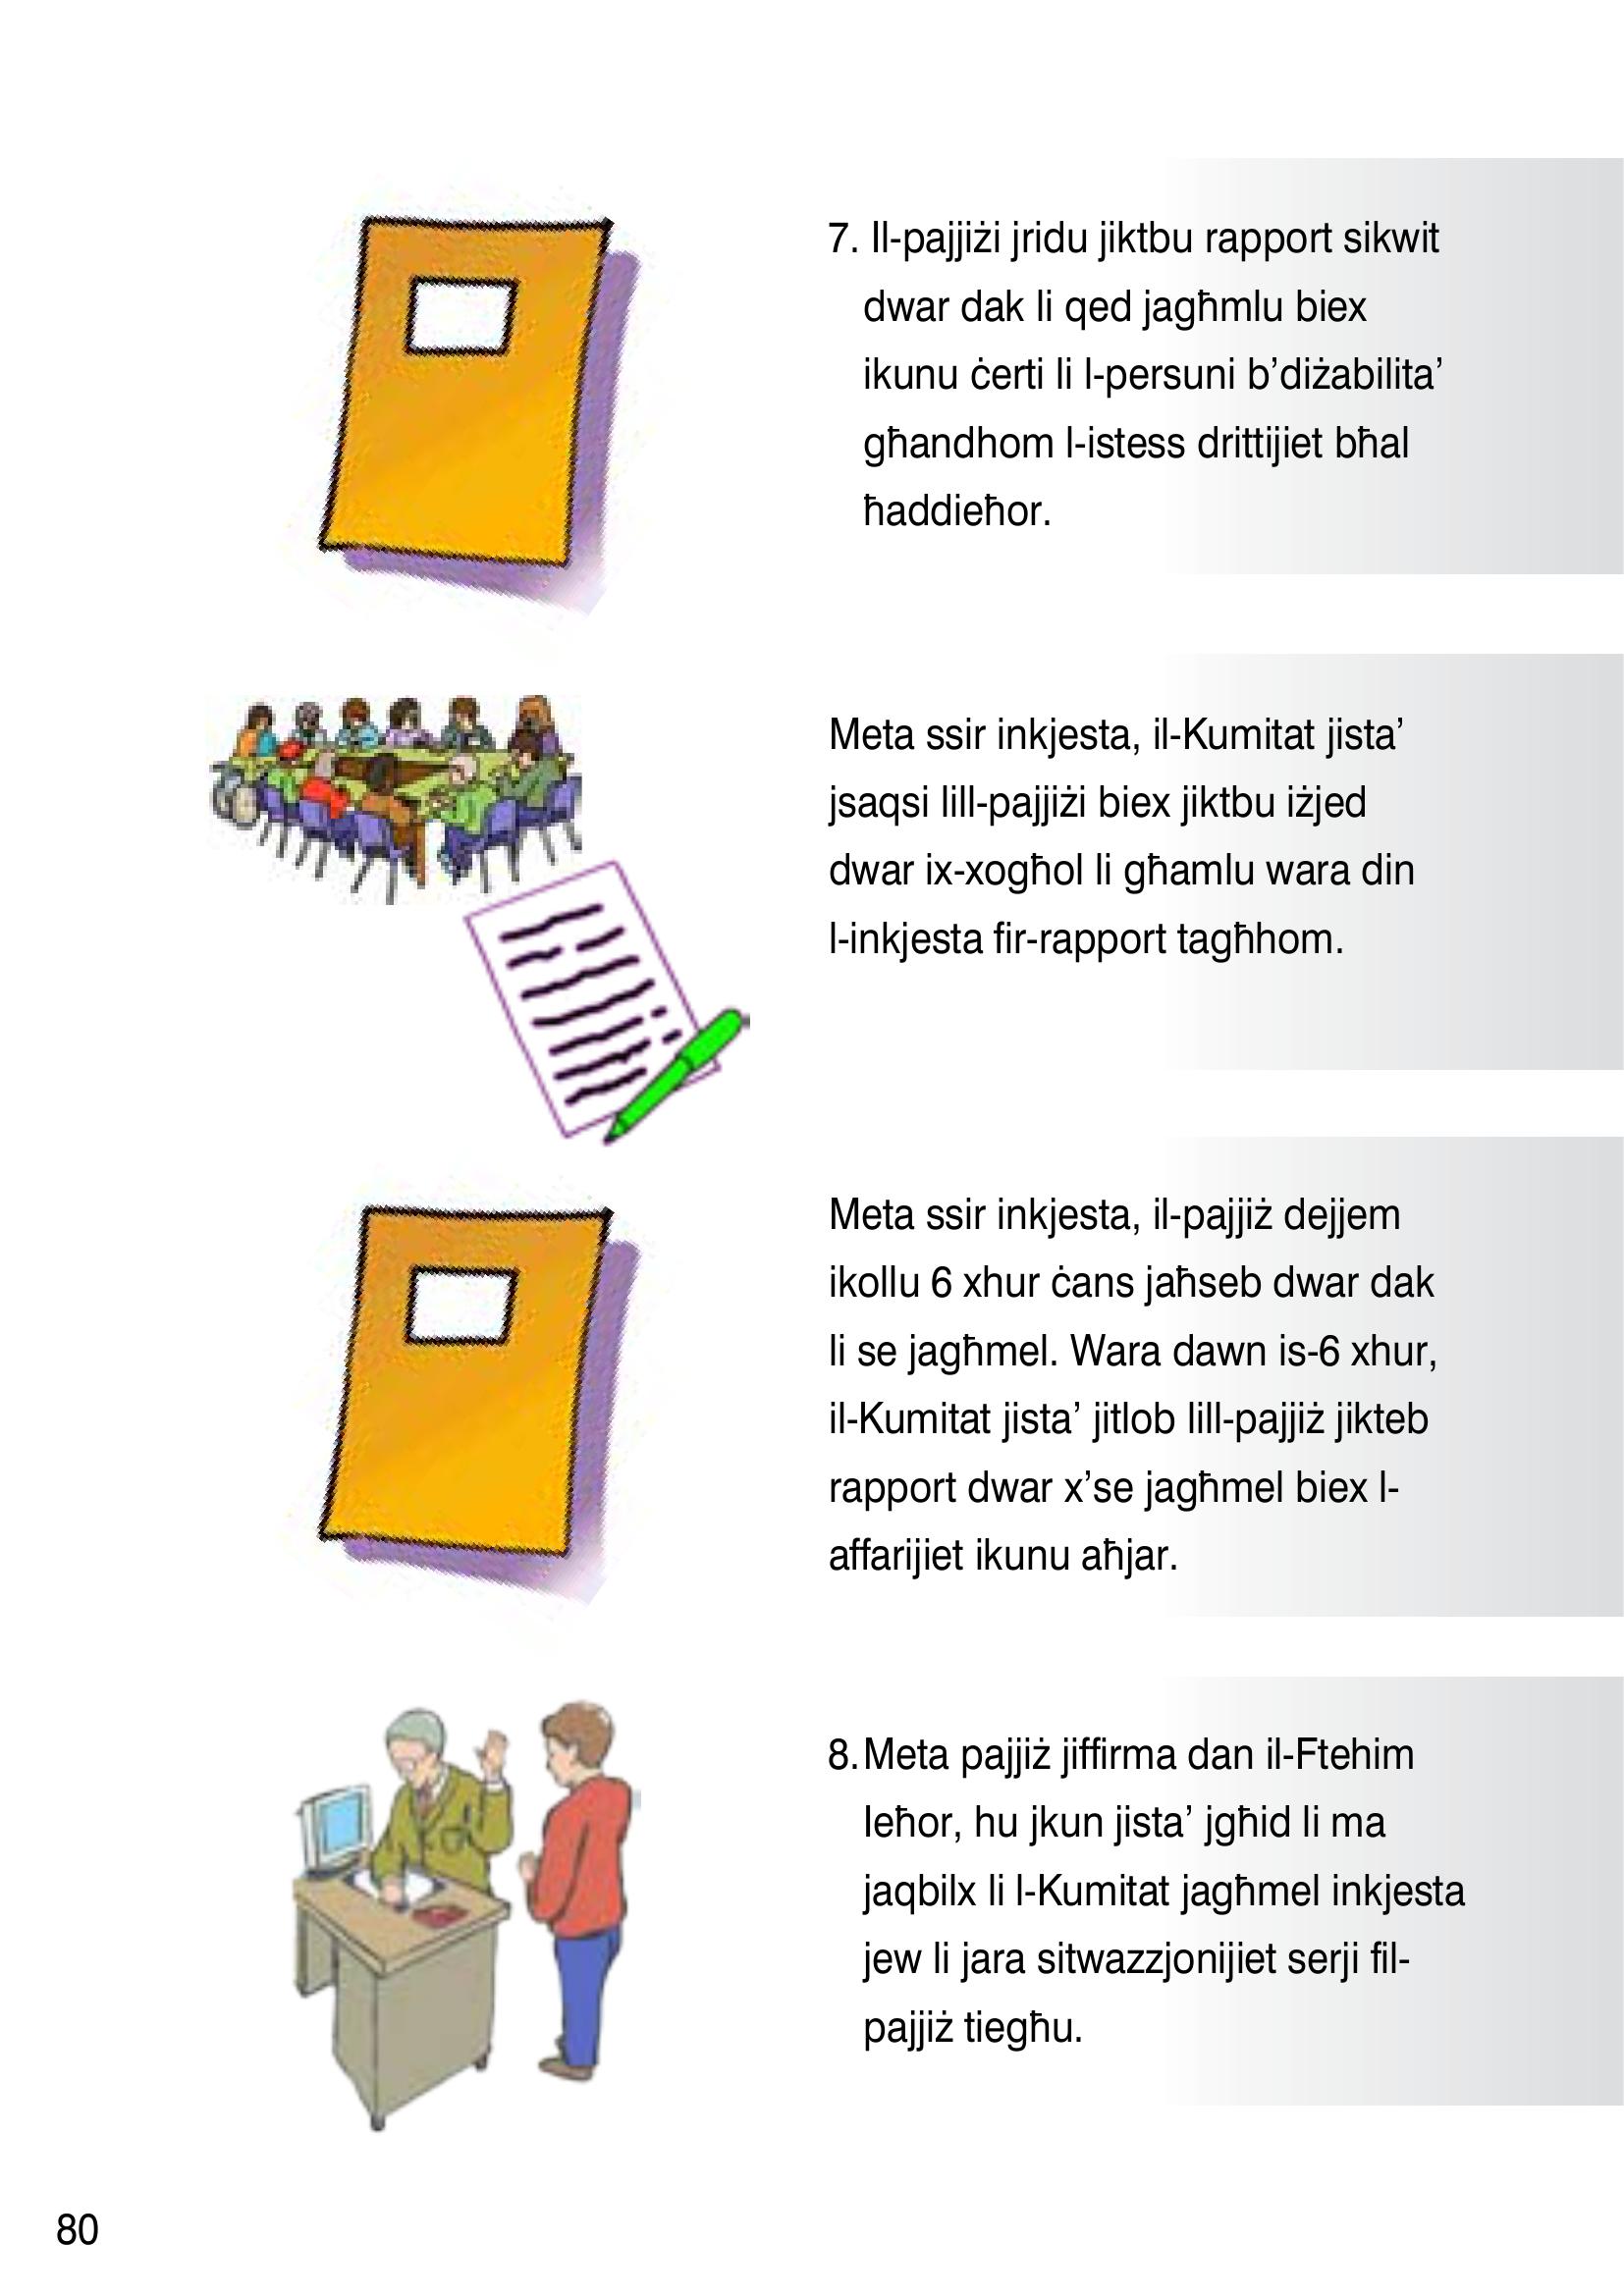 7. Il-pajjiżi jridu jiktbu rapport sikwit
dwar dak li qed jagħmlu biex
ikunu ċerti li l-persuni b’diżabilita’
għandhom l-istess drittijiet bħal
ħaddieħor.
Meta ssir inkjesta, il-Kumitat jista’
jsaqsi lill-pajjiżi biex jiktbu iżjed
dwar ix-xogħol li għamlu wara din
l-inkjesta fir-rapport tagħhom.
Meta ssir inkjesta, il-pajjiż dejjem
ikollu 6 xhur ċans jaħseb dwar dak
li se jagħmel. Wara dawn is-6 xhur,
il-Kumitat jista’ jitlob lill-pajjiż jikteb
rapport dwar x’se jagħmel biex l-
affarijiet ikunu aħjar.
8. Meta pajjiż jiffirma dan il-Ftehim
leħor, hu jkun jista’ jgħid li ma
jaqbilx li l-Kumitat jagħmel inkjesta
jew li jara sitwazzjonijiet serji fil-
pajjiż tiegħu.
80